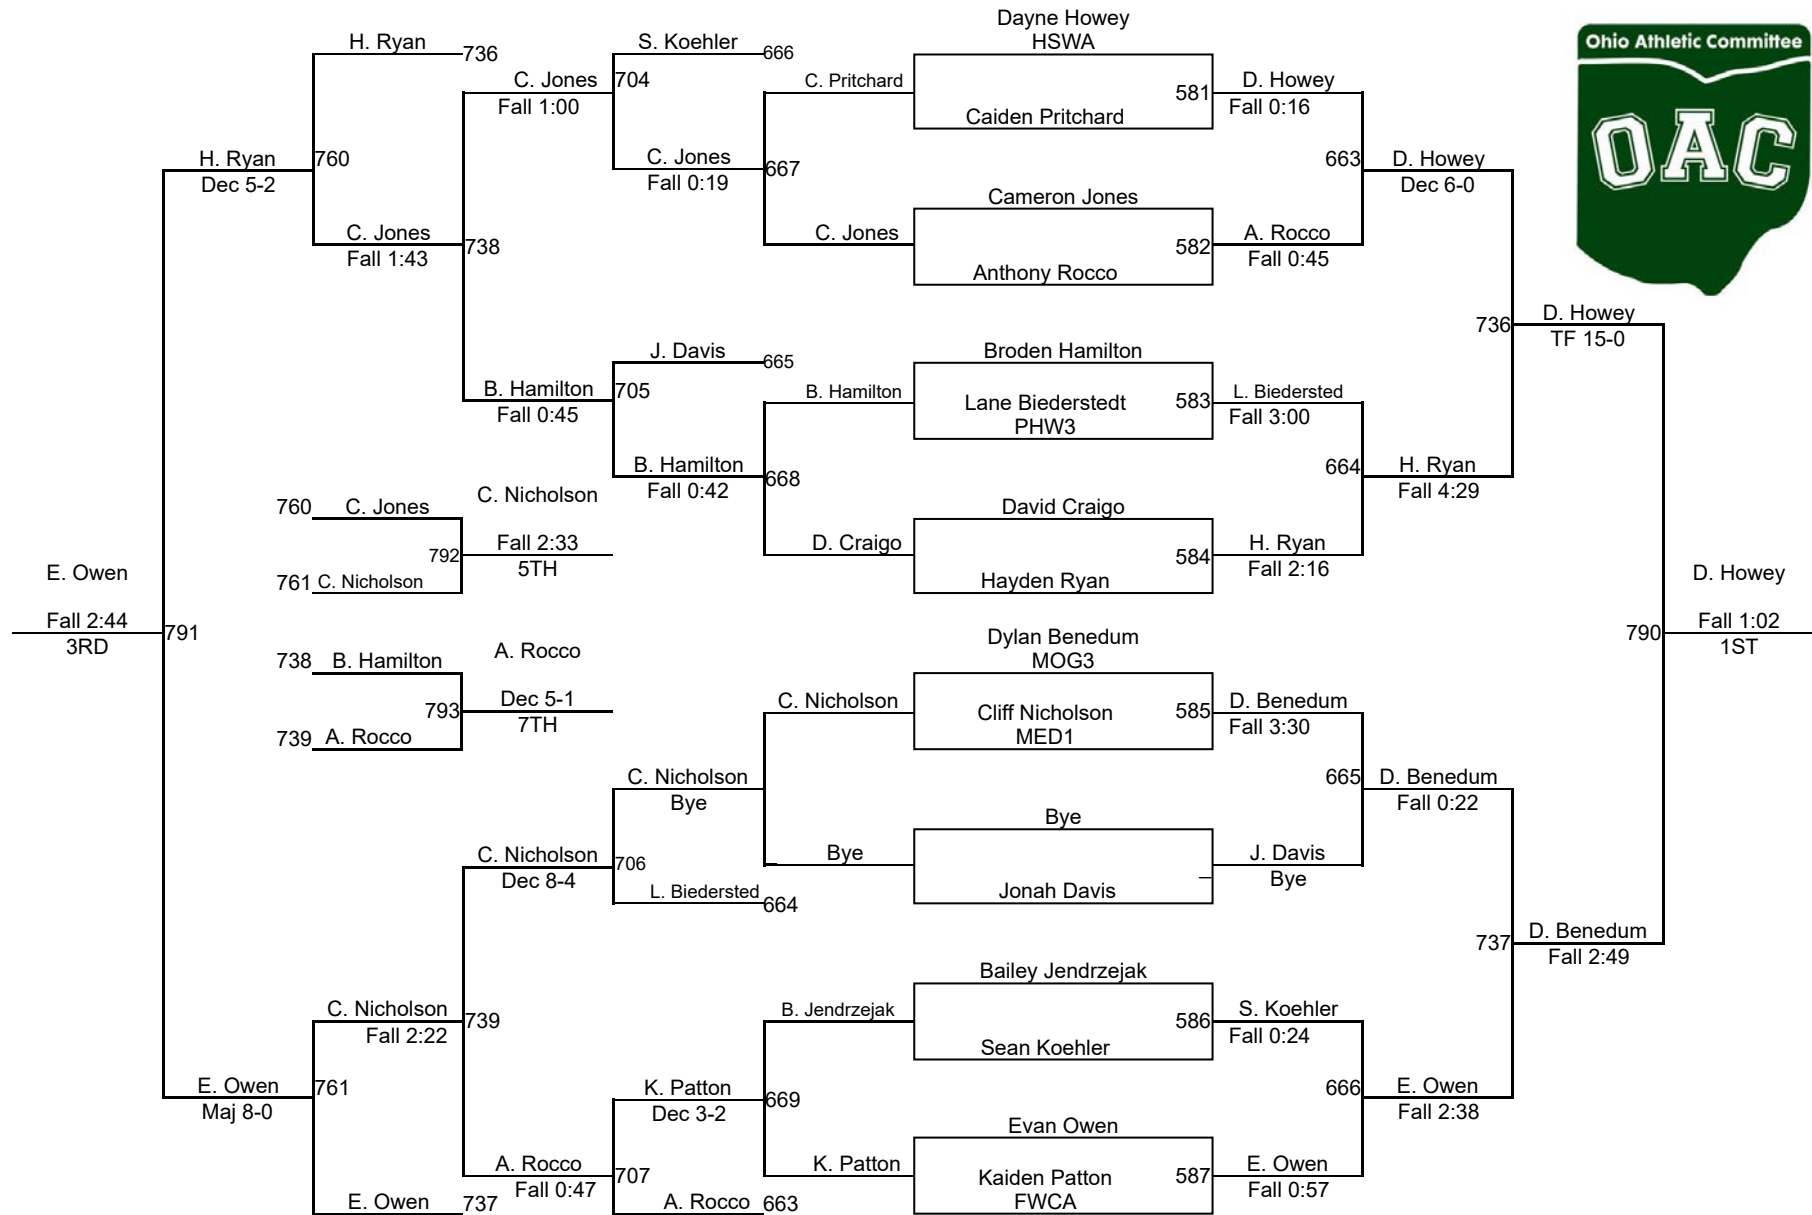 Dayne Howey
HSWA
Ohio Athletic Committee
OAC
H. Ryan
736
S. Koehler
666
C. Jones
704
Fall 1:00
C. Pritchard
581
D. Howey
Fall 0:16
Caiden Pritchard
H. Ryan
760
Dec 5-2
C. Jones
667
Fall 0:19
663
D. Howey
Dec 6-0
Cameron Jones
C. Jones
738
Fall 1:43
C. Jones
582
A. Rocco
Fall 0:45
Anthony Rocco
736
D. Howey
TF 15-0
J. Davis
665
Broden Hamilton
B. Hamilton
705
Fall 0:45
B. Hamilton
Lane Biederstedt
PHW3
583
L. Biedersted
Fall 3:00
B. Hamilton
668
Fall 0:42
664
H. Ryan
Fall 4:29
760
C. Jones
C. Nicholson
792
Fall 2:33
5TH
761
C. Nicholson
David Craigo
D. Craigo
584
H. Ryan
Fall 2:16
Hayden Ryan
E. Owen
Fall 2:44
3RD
791
D. Howey
790
Fall 1:02
1ST
738
B. Hamilton
A. Rocco
793
Dec 5-1
7TH
739
A. Rocco
Dylan Benedum
MOG3
C. Nicholson
Cliff Nicholson
MED1
585
D. Benedum
Fall 3:30
C. Nicholson
Bye
665
D. Benedum
Fall 0:22
Bye
Bye
J. Davis
Bye
Jonah Davis
C. Nicholson
706
Dec 8-4
L. Biedersted
664
737
D. Benedum
Fall 2:49
Bailey Jendrzejak
C. Nicholson
739
Fall 2:22
B. Jendrzejak
586
S. Koehler
Fall 0:24
Sean Koehler
E. Owen
761
Maj 8-0
K. Patton
669
Dec 3-2
666
E. Owen
Fall 2:38
Evan Owen
A. Rocco
707
Fall 0:47
K. Patton
Kaiden Patton
FWCA
587
E. Owen
Fall 0:57
E. Owen
737
A. Rocco
663